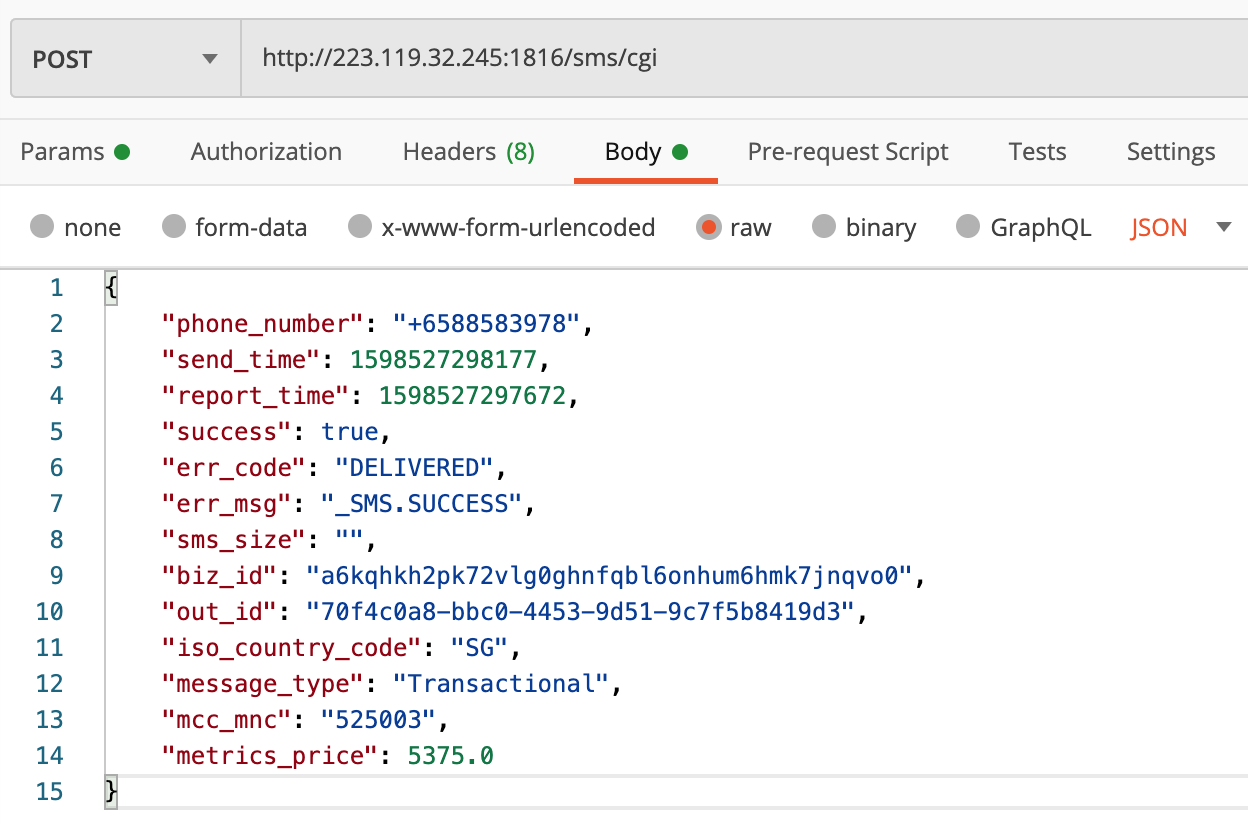 POST http://223.119.32.245:1816/sms/cgi
Params Authorization Headers (8) Body Pre-request Script Tests Settings
none form-data x-www-form-urlencoded raw binary GraphQL JSON
1 {
2 "phone_number": "+6588583978",
3 "send_time": 1598527298177,
4 "report_time": 1598527297672,
5 "success": true,
6 "err_code": "DELIVERED",
7 "err_msg": "_SMS.SUCCESS",
8 "sms_size": "",
9 "biz_id": "a6kqhkh2pk72vlg0ghnfqbl6onhum6hmk7jnqvo0",
10 "out_id": "70f4c0a8-bbc0-4453-9d51-9c7f5b8419d3",
11 "iso_country_code": "SG",
12 "message_type": "Transactional",
13 "mcc_mnc": "525003",
14 "metrics_price": 5375.0
15 }